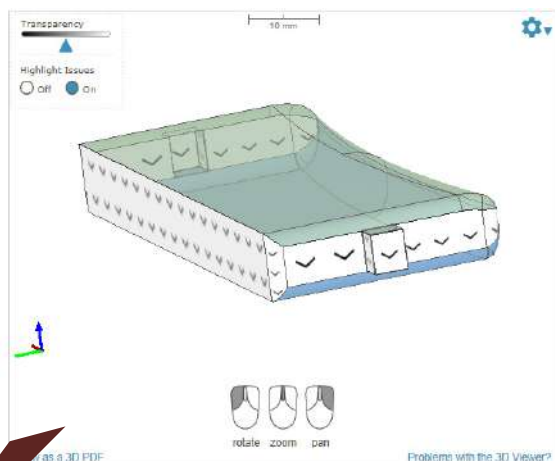 Transparency
10 mm
Highlight Issues
Off On
rotate zoom pan
as a 3D PDF
Problems with the 3D Viewer?